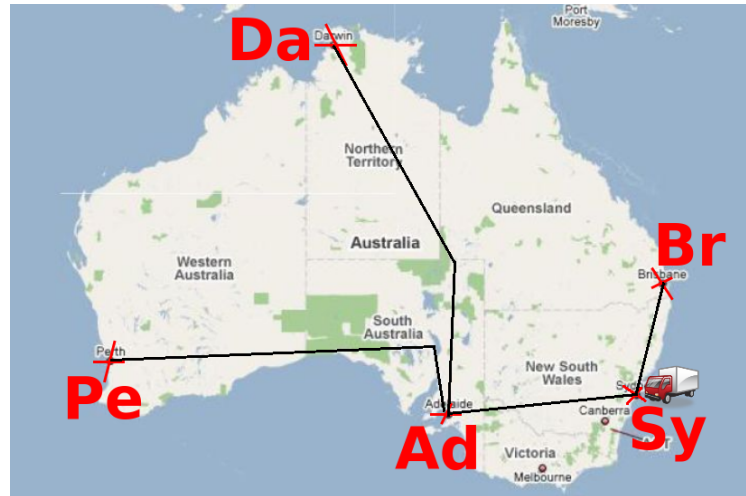 Port
Moresby
Da
Darwin
Northern
Territory
Queensland
Australia
Br
Brisbane
Western
Australia
South
Australia
Perth
Pe
New South
Wales
Adelaide
Ad
Canberra
Sy
Victoria
Melbourne